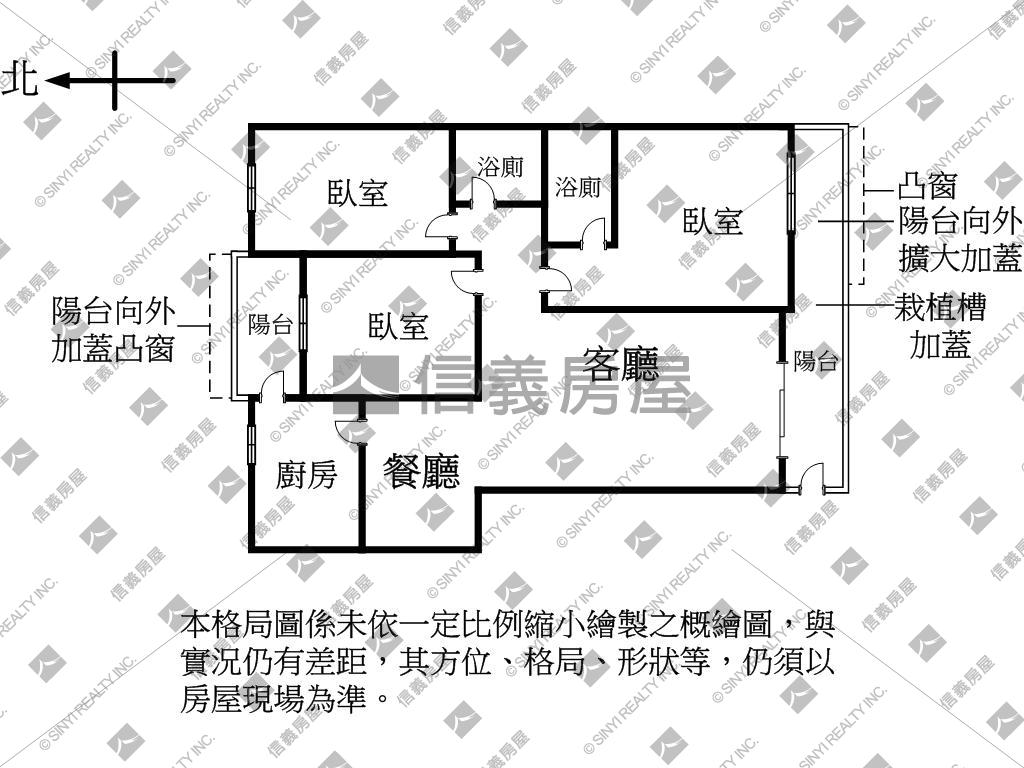 北
臥室
浴廁
浴廁
臥室
凸窗
陽台向外
擴大加蓋
陽台向外
加蓋凸窗
陽台
臥室
栽植槽
加蓋
客廳
陽台
信義房屋
廚房
餐廳
本格局圖係未依一定比例縮小繪製之概繪圖，與
實況仍有差距，其方位、格局、形狀等，仍須以
房屋現場為準。
信義房屋
© SINYI REALTY INC.